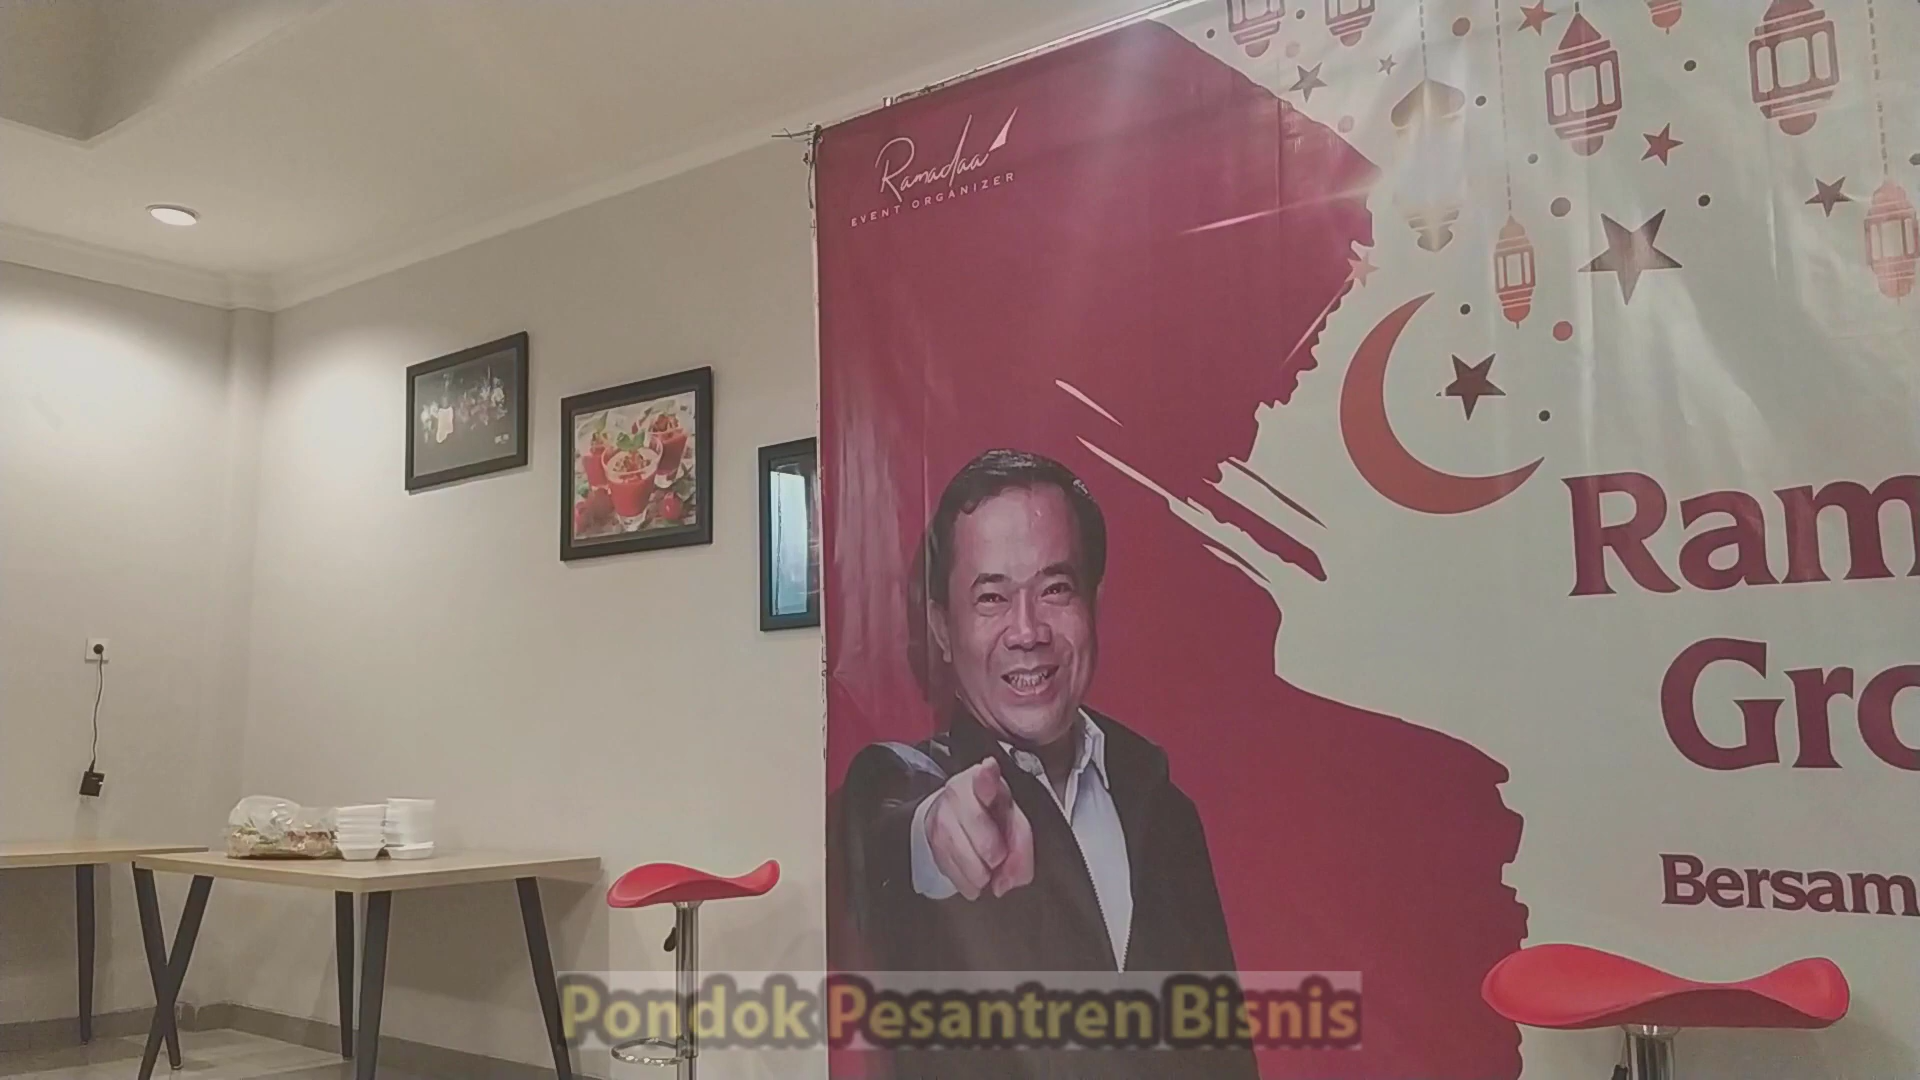 Ramadaa
EVENT ORGANIZER
Ram
Gro
Bersam
Pondok Pesantren Bisnis